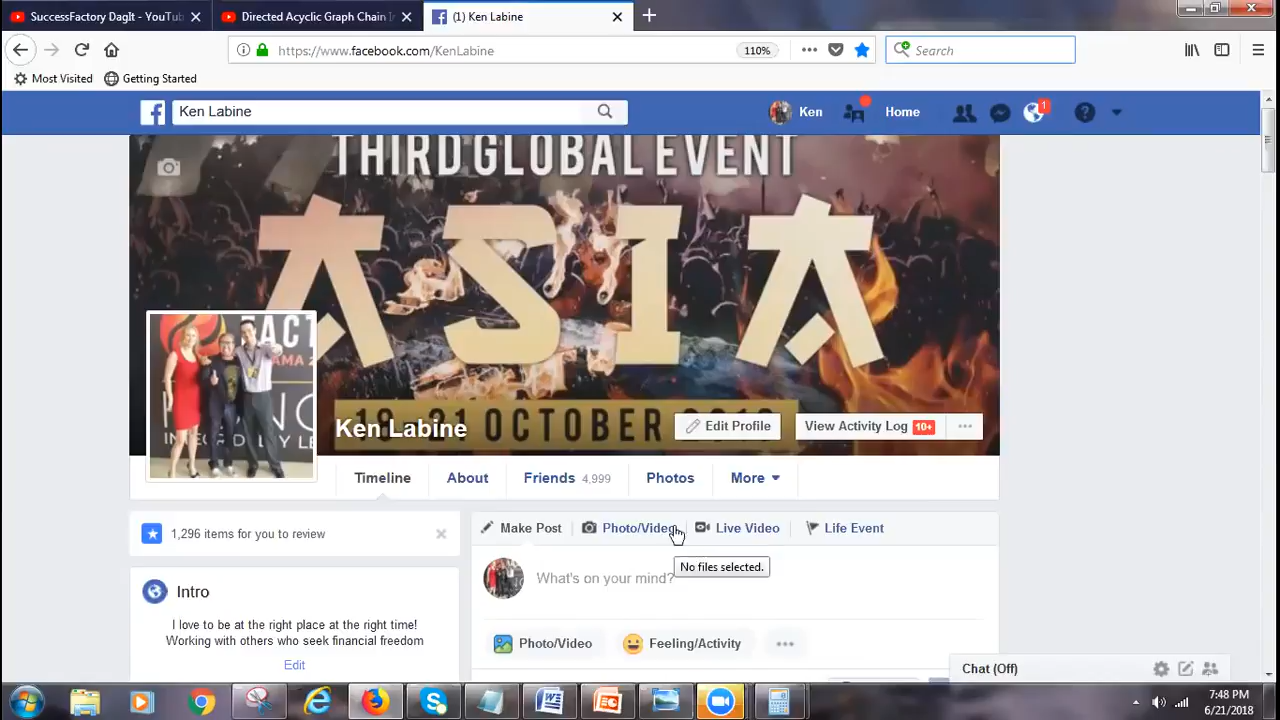 SuccessFactory DagIt - YouTub
Directed Acyclic Graph Chain I
(1) Ken Labine
https://www.facebook.com/KenLabine
110%
Search
Most Visited
Getting Started
Ken Labine
Ken
Home
1
THIRD GLOBAL EVENT
ASIA
18-21 OCTOBER
Ken Labine
Edit Profile
View Activity Log 10+
Timeline
About
Friends 4,999
Photos
More
1,296 items for you to review
Make Post
Photo/Video
Live Video
Life Event
No files selected.
What's on your mind?
Intro
I love to be at the right place at the right time!
Working with others who seek financial freedom
Edit
Photo/Video
Feeling/Activity
Chat (Off)
7:48 PM
6/21/2018